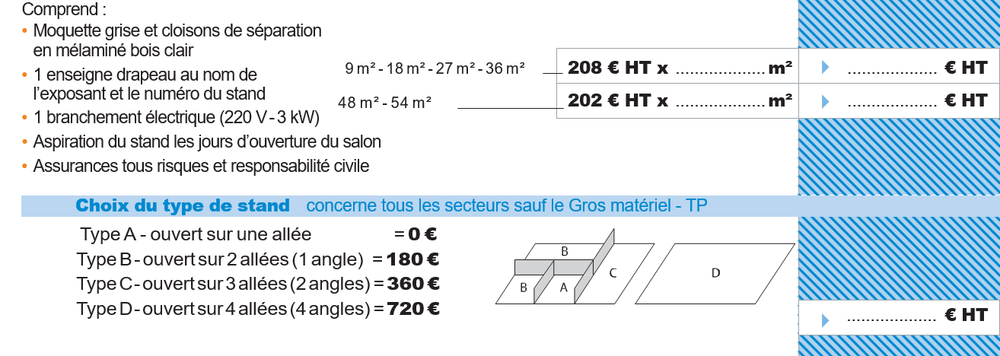 Comprend :
• Moquette grise et cloisons de séparation
en mélaminé bois clair
• 1 enseigne drapeau au nom de
l’exposant et le numéro du stand
• 1 branchement électrique (220 V - 3 kW)
• Aspiration du stand les jours d’ouverture du salon
• Assurances tous risques et responsabilité civile
9 m² - 18 m² - 27 m² - 36 m² 208 € HT x ................... m² ................... € HT
48 m² - 54 m² 202 € HT x ................... m² ................... € HT
Choix du type de stand concerne tous les secteurs sauf le Gros matériel - TP
Type A - ouvert sur une allée = 0 €
Type B - ouvert sur 2 allées (1 angle) = 180 €
Type C - ouvert sur 3 allées (2 angles) = 360 €
Type D - ouvert sur 4 allées (4 angles) = 720 €
B
B A C
D
................... € HT